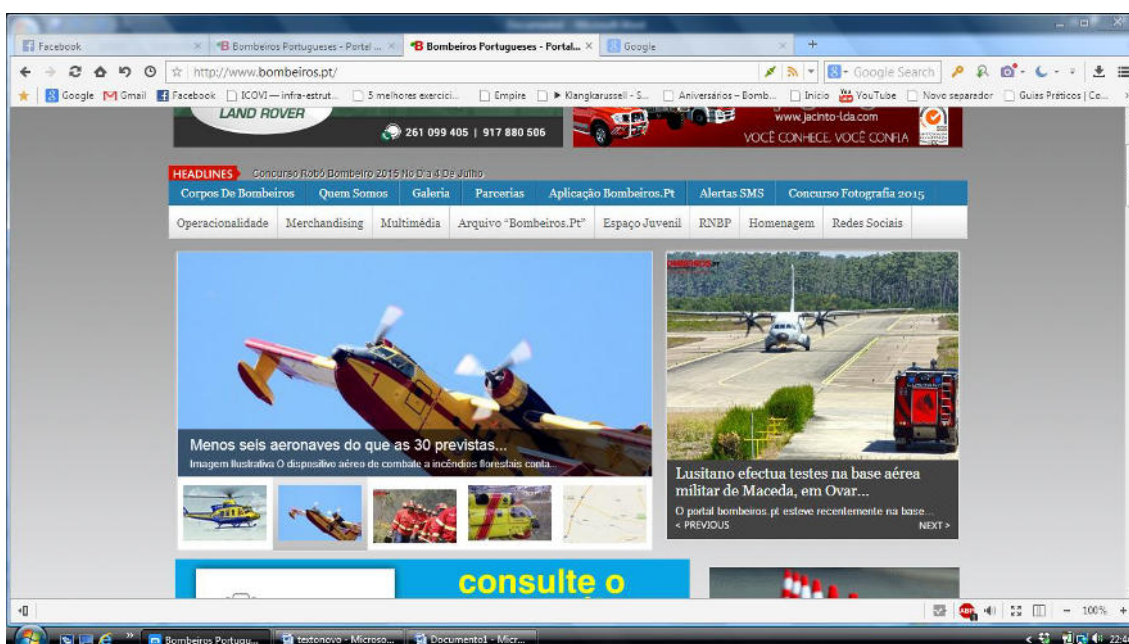 Documento1 - Microsoft Word
Facebook
Bombeiros Portugueses - Portal ...
Bombeiros Portugueses - Portal...
Google
http://www.bombeiros.pt/
Google Search
Google
Gmail
Facebook
ICOVI — infra-estrut...
5 melhores exercici...
Empire
► Klangkarussell - S...
Aniversários – Bomb...
Inicio
YouTube
Novo separador
Guias Práticos | Co...
LAND ROVER
261 099 405 | 917 880 506
www.jacinto-lda.com
VOCÊ CONHECE, VOCÊ CONFIA
HEADLINES
Concurso Robô Bombeiro 2015 No Dia 4 De Julho
Corpos De Bombeiros Quem Somos Galeria Parcerias Aplicação Bombeiros.Pt Alertas SMS Concurso Fotografia 2015
Operacionalidade Merchandising Multimédia Arquivo “Bombeiros.Pt” Espaço Juvenil RNBP Homenagem Redes Sociais
1
Menos seis aeronaves do que as 30 previstas...
Imagem Ilustrativa O dispositivo aéreo de combate a incêndios florestais conta...
Lusitano efectua testes na base aérea
militar de Maceda, em Ovar...
O portal bombeiros.pt esteve recentemente na base...
< PREVIOUS
NEXT >
consulte o
ABP
100%
Bombeiros Portugu...
textonovo - Microso...
Documento1 - Micr...